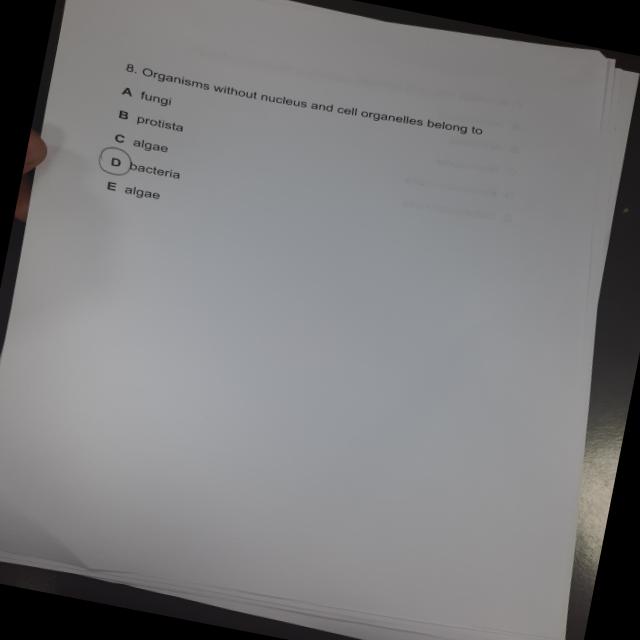 8. Organisms without nucleus and cell organelles belong to
A fungi
B protista
C algae
D bacteria
E algae